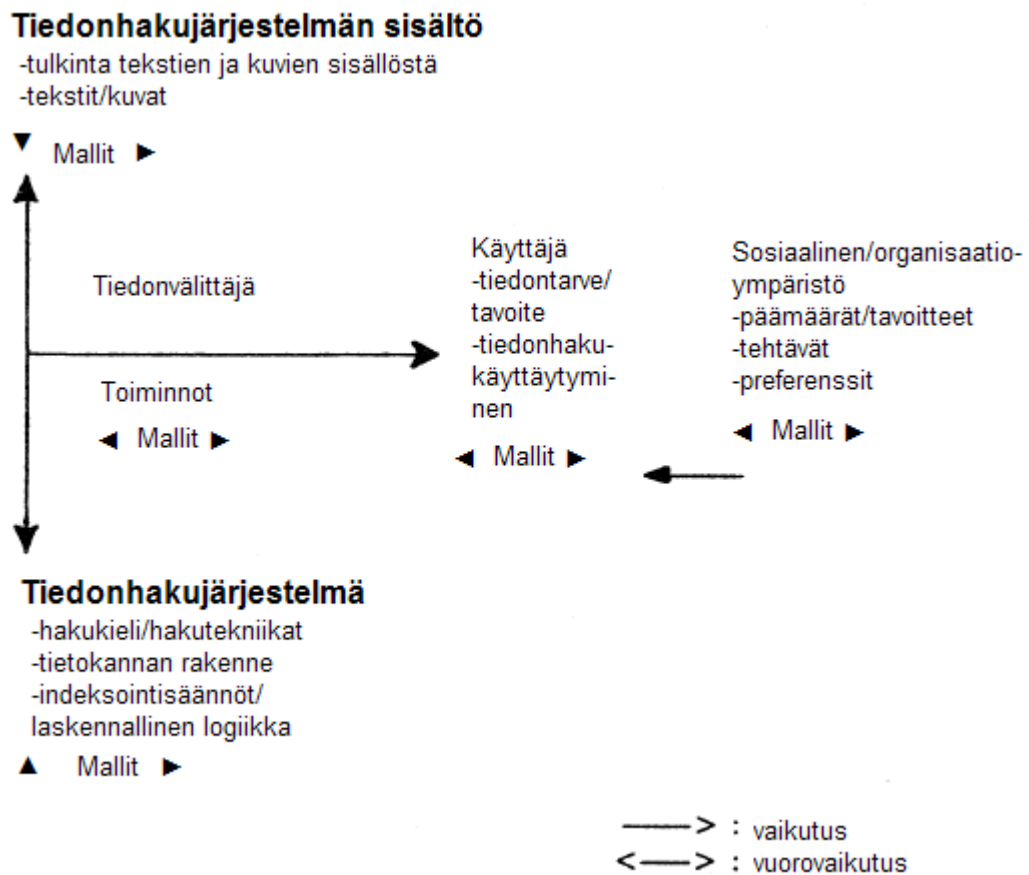 Tiedonhakujärjestelmän sisältö
-tulkinta tekstien ja kuvien sisällöstä
-tekstit/kuvat
▼ Mallit ►
Tiedonvälittäjä
Toiminnot
◄ Mallit ►
Käyttäjä
-tiedontarve/
tavoite
-tiedonhaku-
käyttäytymi-
nen
◄ Mallit ►
Sosiaalinen/organisaatio-
ympäristö
-päämäärät/tavoitteet
-tehtävät
-preferenssit
◄ Mallit ►
Tiedonhakujärjestelmä
-hakukieli/hakutekniikat
-tietokannan rakenne
-indeksointisäännöt/
laskennallinen logiikka
▲ Mallit ►
——> : vaikutus
<——> : vuorovaikutus